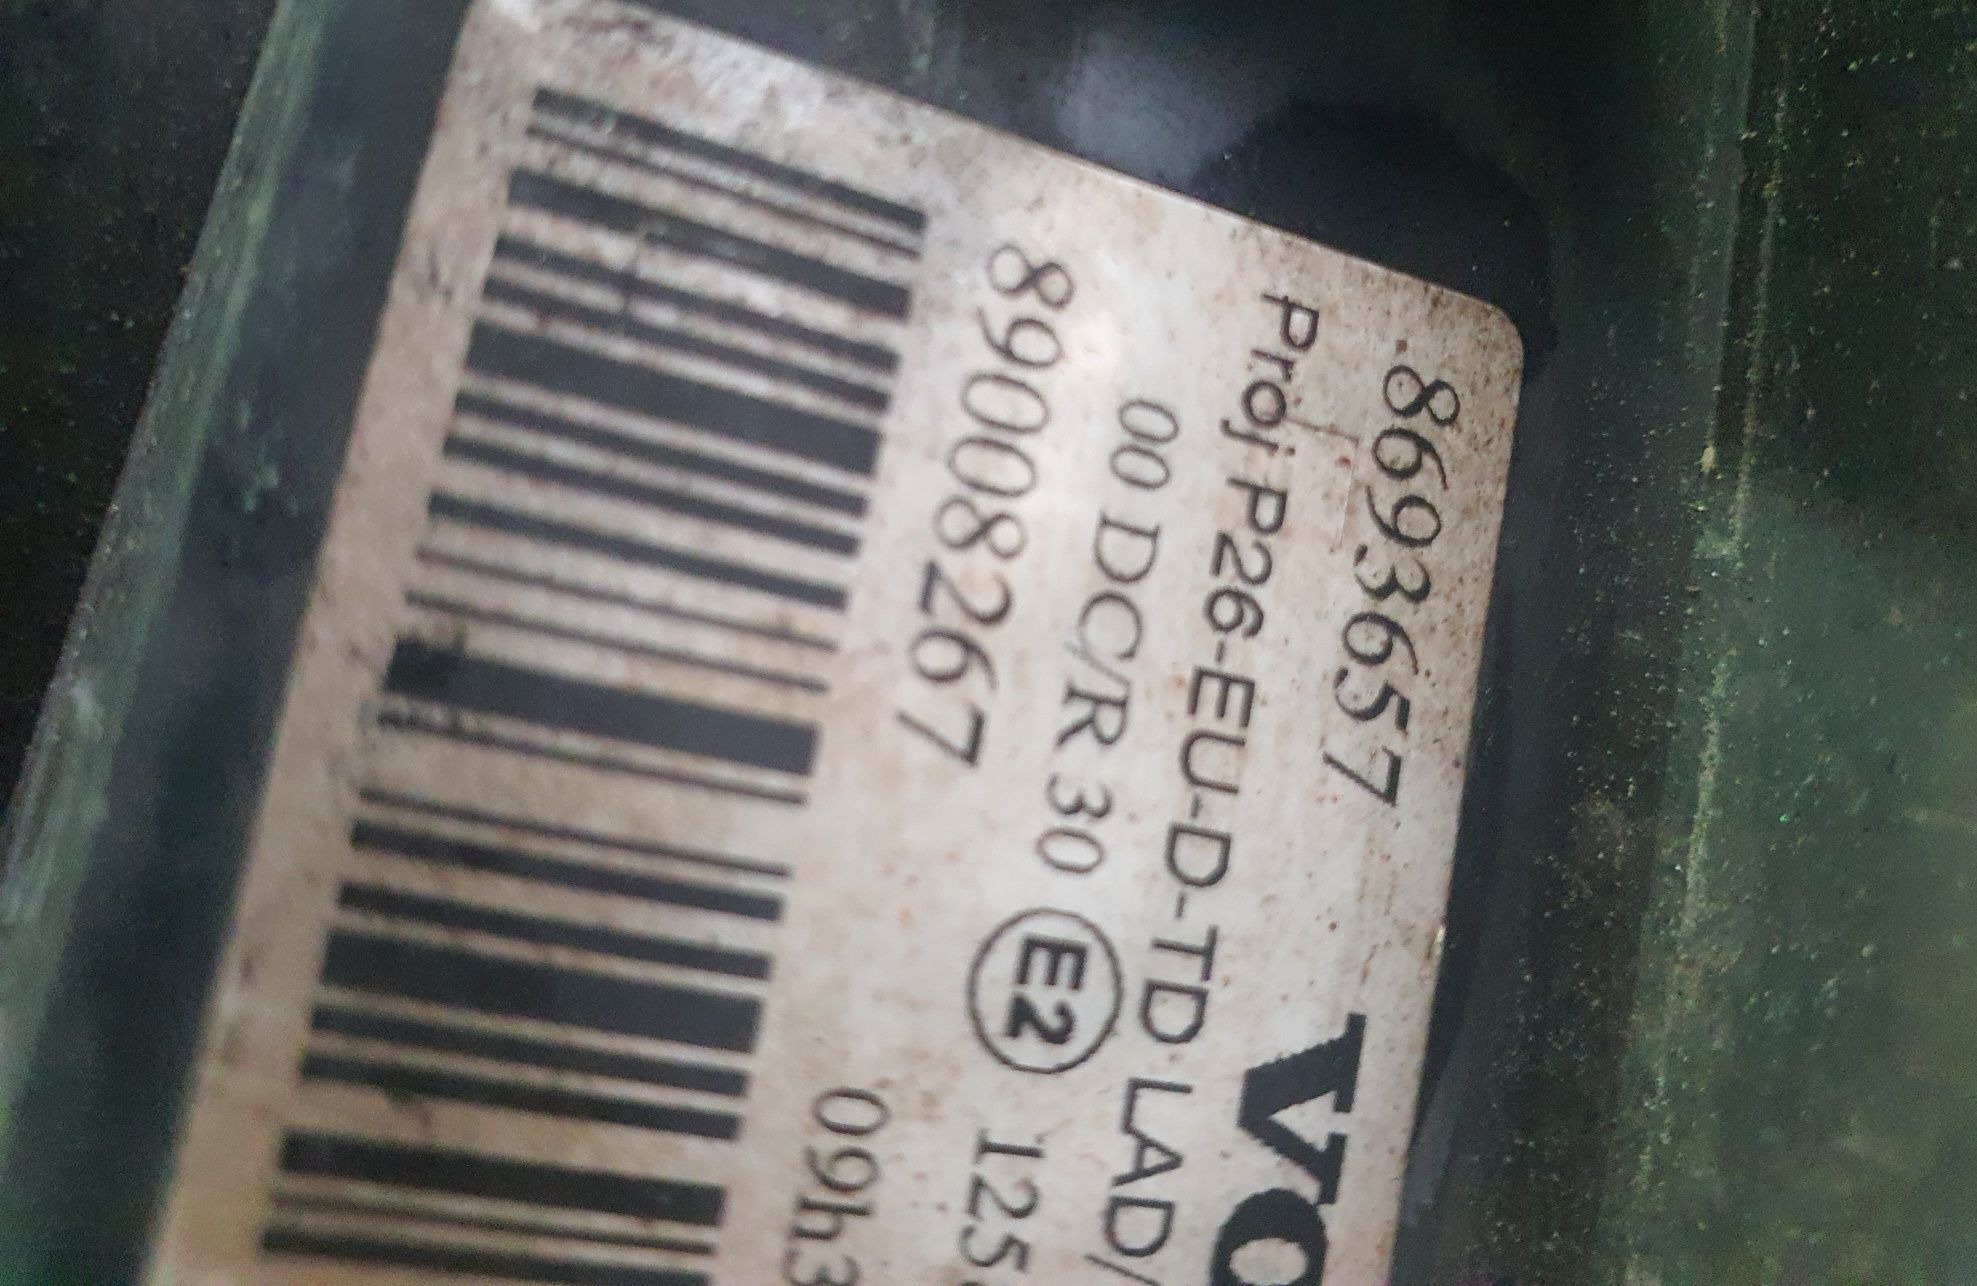 8693657 VO
Proj P26-EU-D-TD LAD/
00 DC/R 30 E2 125
89008267
09h3